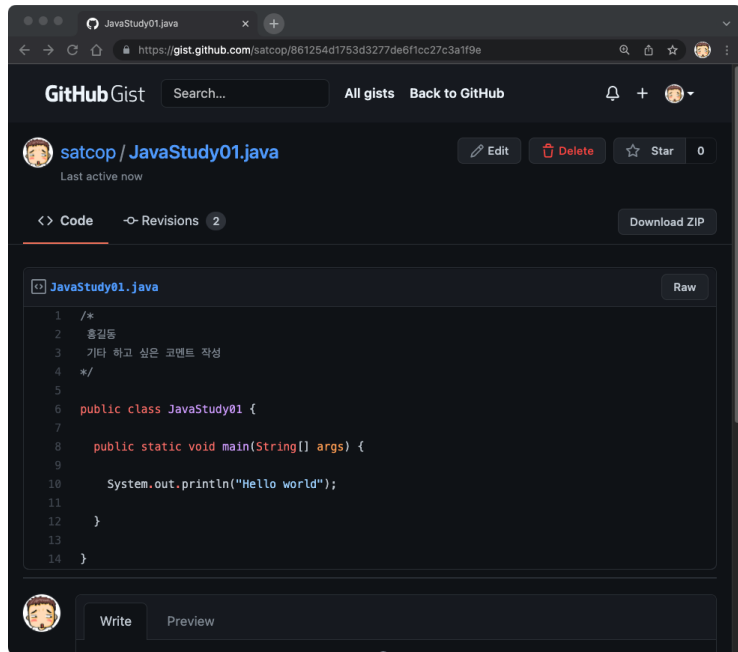 JavaStudy01.java
https://gist.github.com/satcop/861254d1753d3277de6f1cc27c3a1f9e
GitHub Gist Search... All gists Back to GitHub
satcop / JavaStudy01.java Edit Delete Star 0
Last active now
<> Code Revisions 2 Download ZIP
JavaStudy01.java Raw
1 /*
2 홍길동
3 기타 하고 싶은 코멘트 작성
4 */
5
6 public class JavaStudy01 {
7
8 public static void main(String[] args) {
9
10 System.out.println("Hello world");
11
12 }
13
14 }
Write Preview